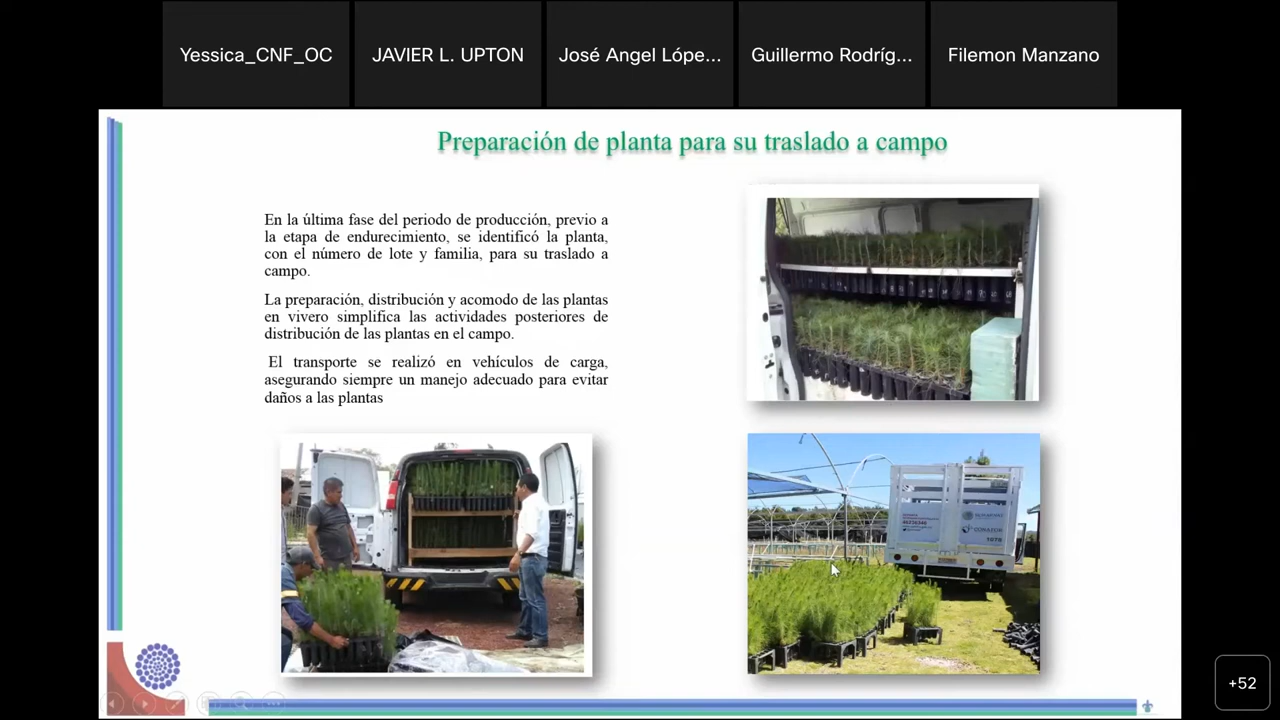 Yessica_CNF_OC
JAVIER L. UPTON
José Angel Lópe...
Guillermo Rodríg...
Filemon Manzano
Preparación de planta para su traslado a campo
En la última fase del periodo de producción, previo a
la etapa de endurecimiento, se identificó la planta,
con el número de lote y familia, para su traslado a
campo.
La preparación, distribución y acomodo de las plantas
en vivero simplifica las actividades posteriores de
distribución de las plantas en el campo.
El transporte se realizó en vehículos de carga,
asegurando siempre un manejo adecuado para evitar
daños a las plantas
CONAFOR
1078
+52